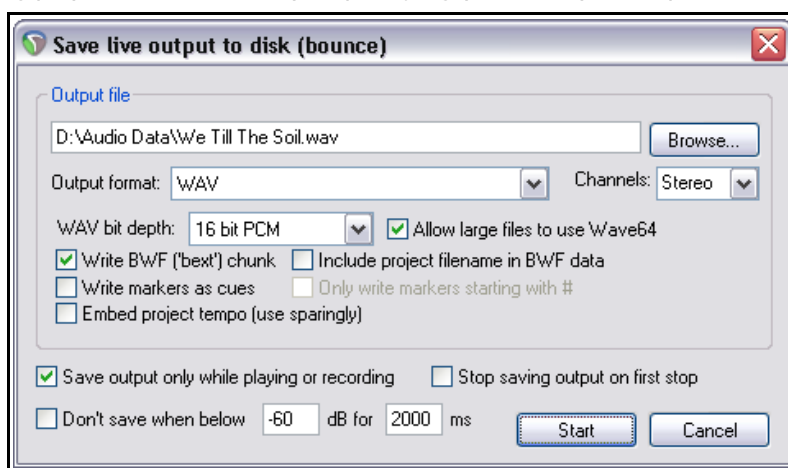 Save live output to disk (bounce)
Output file
D:\Audio Data\We Till The Soil.wav
Browse...
Output format: WAV
Channels: Stereo
WAV bit depth: 16 bit PCM
Allow large files to use Wave64
Write BWF ('bext') chunk
Include project filename in BWF data
Write markers as cues
Only write markers starting with #
Embed project tempo (use sparingly)
Save output only while playing or recording
Stop saving output on first stop
Don't save when below -60 dB for 2000 ms
Start
Cancel